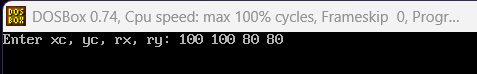 DOSBox 0.74, Cpu speed: max 100% cycles, Frameskip 0, Progr...
Enter xc, yc, rx, ry: 100 100 80 80